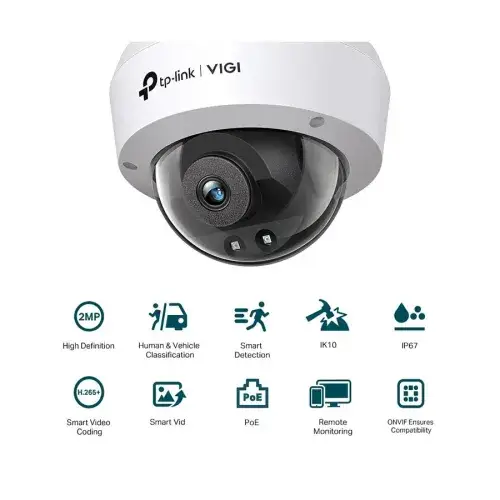 tp-link | VIGI
2MP
High Definition
Human & Vehicle
Classification
Smart
Detection
IK10
IP67
H.265+
Smart Video
Coding
Smart Vid
PoE
PoE
Remote
Monitoring
ONVIF Ensures
Compatibility